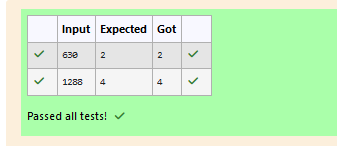 Input Expected Got
630 2 2
1288 4 4
Passed all tests!